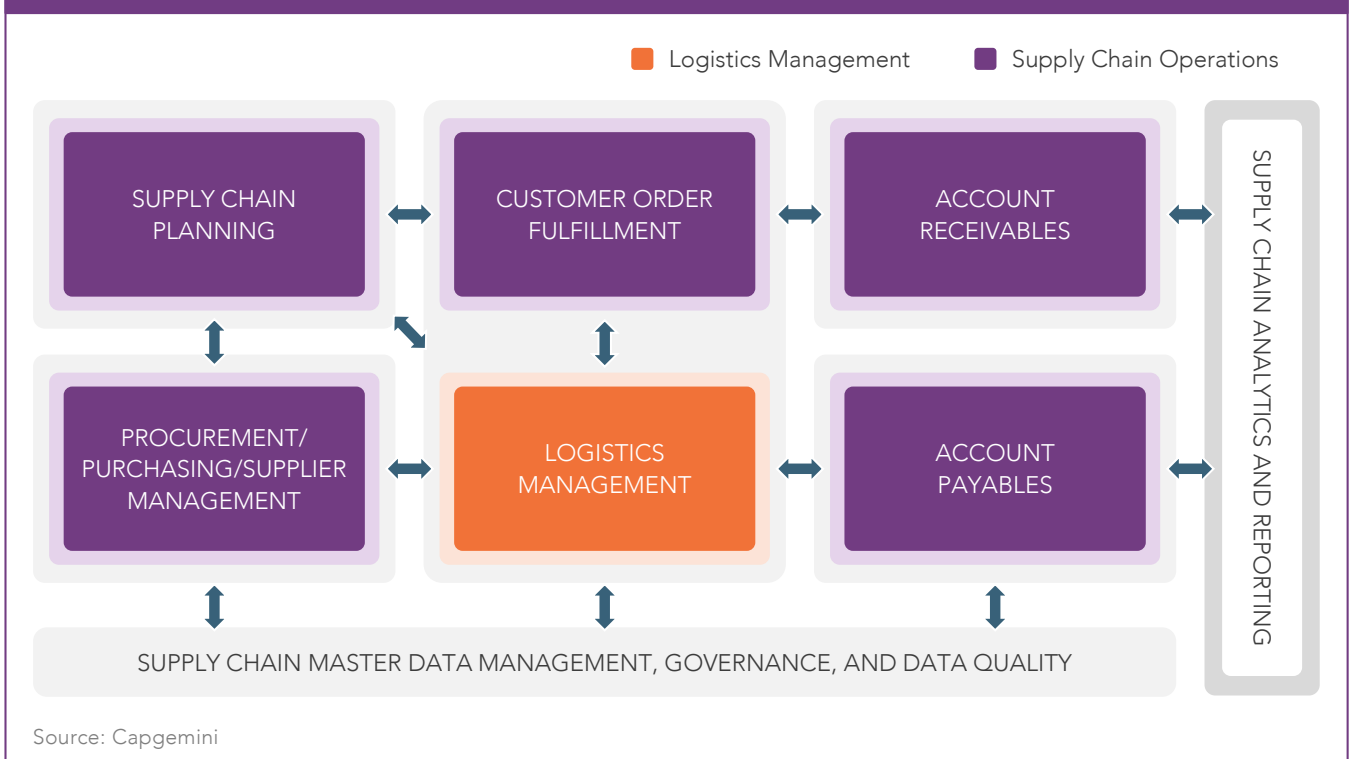 Logistics Management
Supply Chain Operations
SUPPLY CHAIN
PLANNING
CUSTOMER ORDER
FULFILLMENT
ACCOUNT
RECEIVABLES
PROCUREMENT/
PURCHASING/SUPPLIER
MANAGEMENT
LOGISTICS
MANAGEMENT
ACCOUNT
PAYABLES
SUPPLY CHAIN ANALYTICS AND REPORTING
SUPPLY CHAIN MASTER DATA MANAGEMENT, GOVERNANCE, AND DATA QUALITY
Source: Capgemini